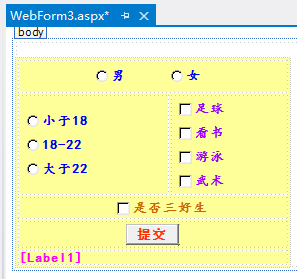 WebForm3.aspx*
body
男 女
小于18
18-22
大于22
足球
看书
游泳
武术
是否三好生
提交
[Label1]